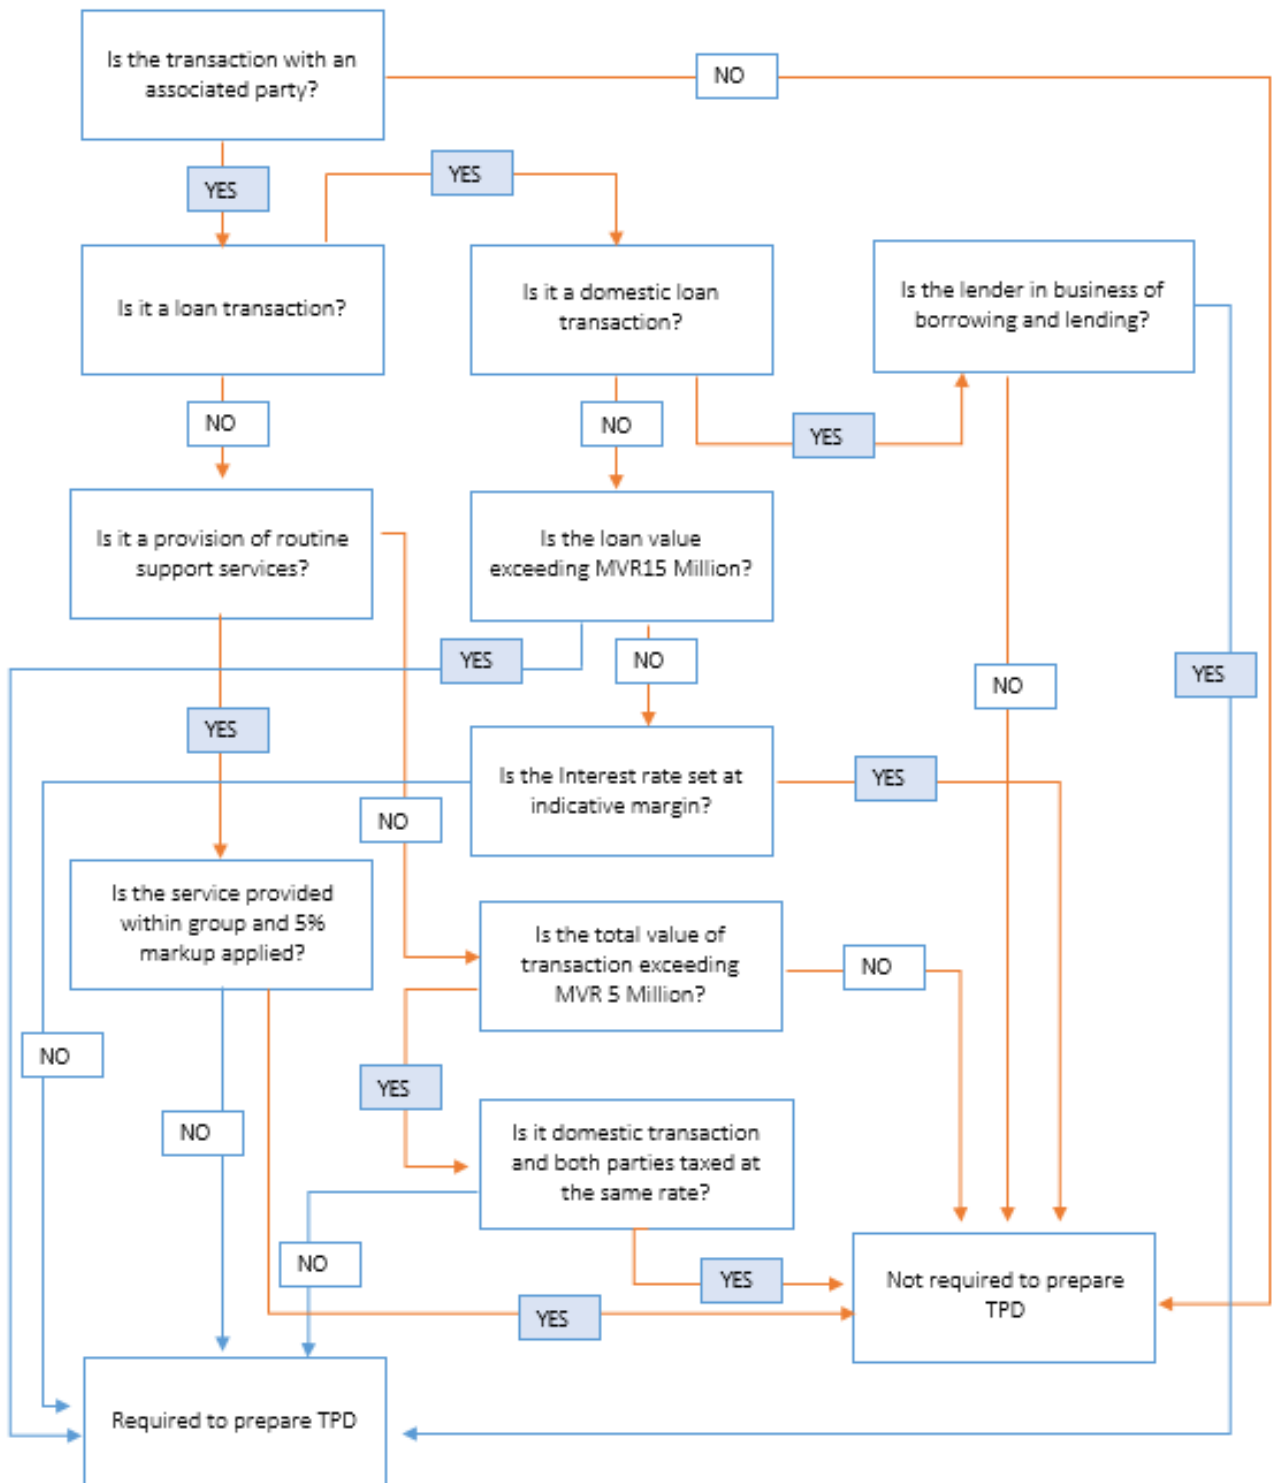 Is the transaction with an
associated party?
NO
YES
YES
Is it a loan transaction?
Is it a domestic loan
transaction?
Is the lender in business of
borrowing and lending?
NO
NO
YES
Is it a provision of routine
support services?
Is the loan value
exceeding MVR15 Million?
YES
NO
NO
YES
YES
Is the Interest rate set at
indicative margin?
YES
NO
Is the service provided
within group and 5%
markup applied?
Is the total value of
transaction exceeding
MVR 5 Million?
NO
NO
YES
NO
Is it domestic transaction
and both parties taxed at
the same rate?
NO
YES
YES
Not required to prepare
TPD
Required to prepare TPD